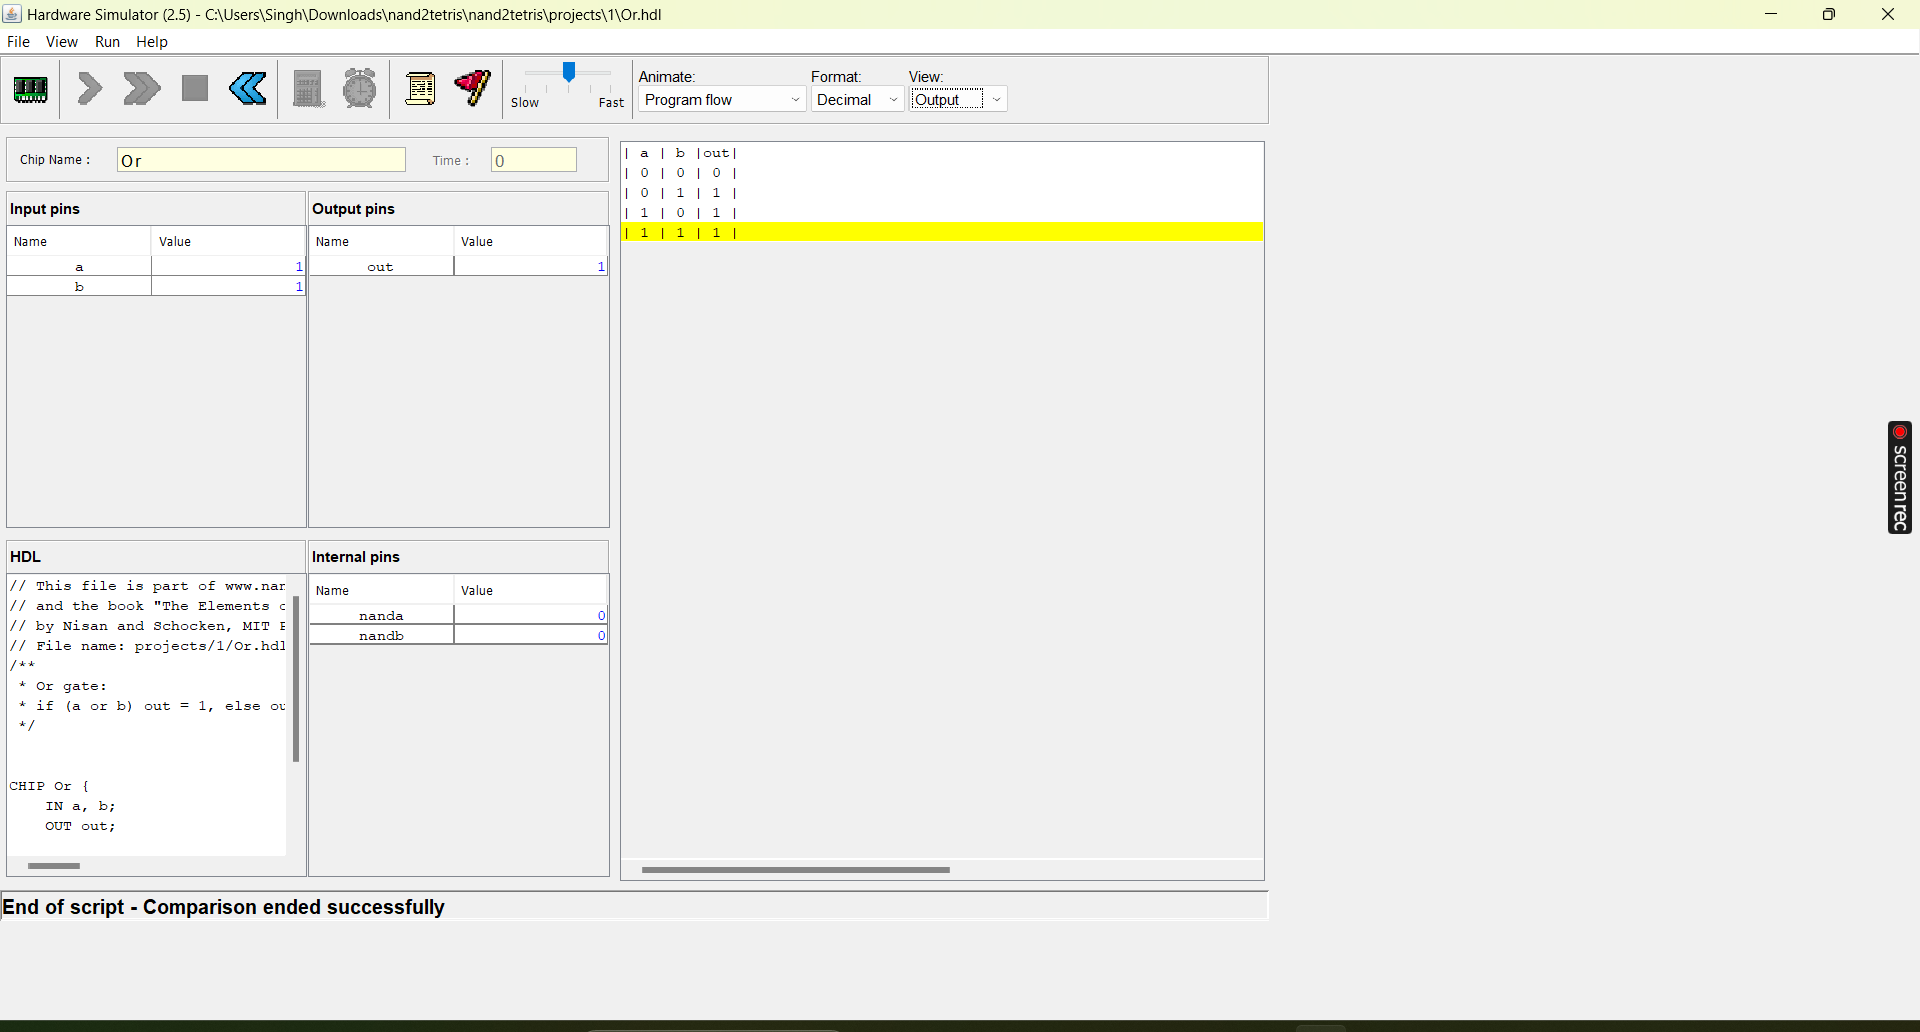 Hardware Simulator (2.5) - C:\Users\Singh\Downloads\nand2tetris\nand2tetris\projects\1\Or.hdl
File View Run Help
Slow Fast
Animate: Format: View:
Program flow Decimal Output
Chip Name : Or Time : 0
Input pins
Name Value
a 1
b 1
Output pins
Name Value
out 1
| a | b |out|
| 0 | 0 | 0 |
| 0 | 1 | 1 |
| 1 | 0 | 1 |
| 1 | 1 | 1 |
HDL
// This file is part of www.nan
// and the book "The Elements
// by Nisan and Schocken, MIT
// File name: projects/1/Or.hdl
/**
* Or gate:
* if (a or b) out = 1, else ou
*/
CHIP Or {
IN a, b;
OUT out;
Internal pins
Name Value
nanda 0
nandb 0
End of script - Comparison ended successfully
screenrec